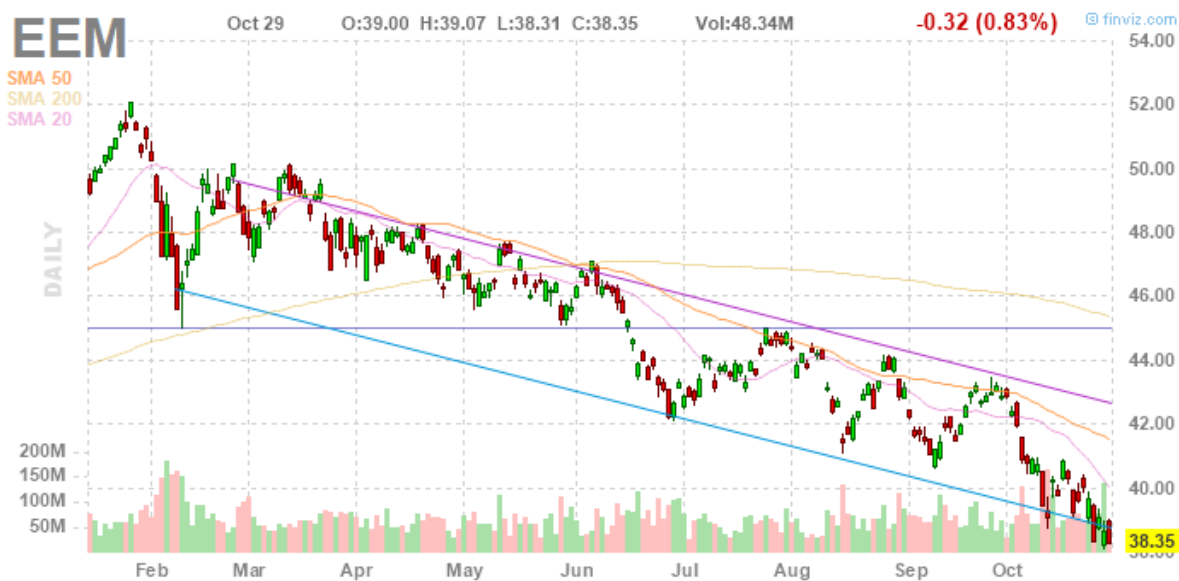 EEM
Oct 29 O:39.00 H:39.07 L:38.31 C:38.35 Vol:48.34M -0.32 (0.83%) © finviz.com
SMA 50
SMA 200
SMA 20
DAILY
54.00
52.00
50.00
48.00
46.00
44.00
42.00
40.00
38.35
200M
150M
100M
50M
Feb Mar Apr May Jun Jul Aug Sep Oct